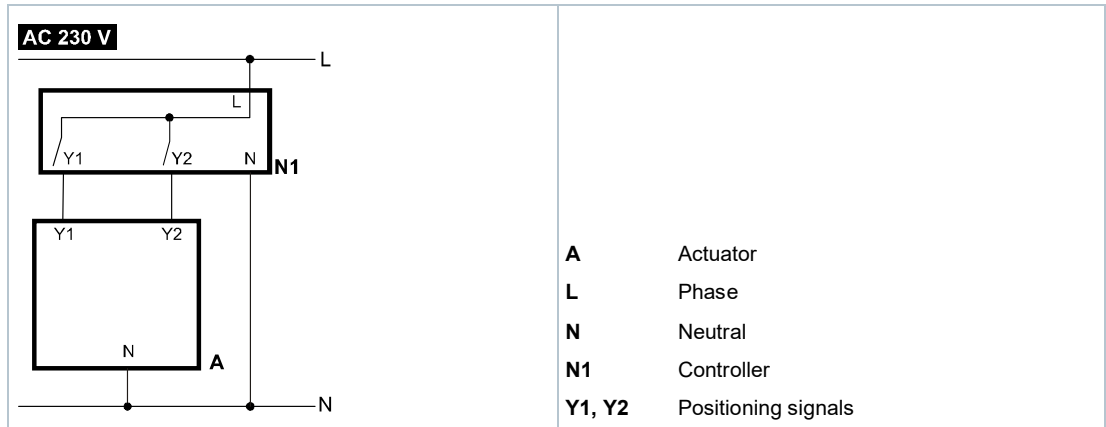 AC 230 V
L
L
Y1 Y2 N
N1
Y1 Y2
N
A
N
A Actuator
L Phase
N Neutral
N1 Controller
Y1, Y2 Positioning signals